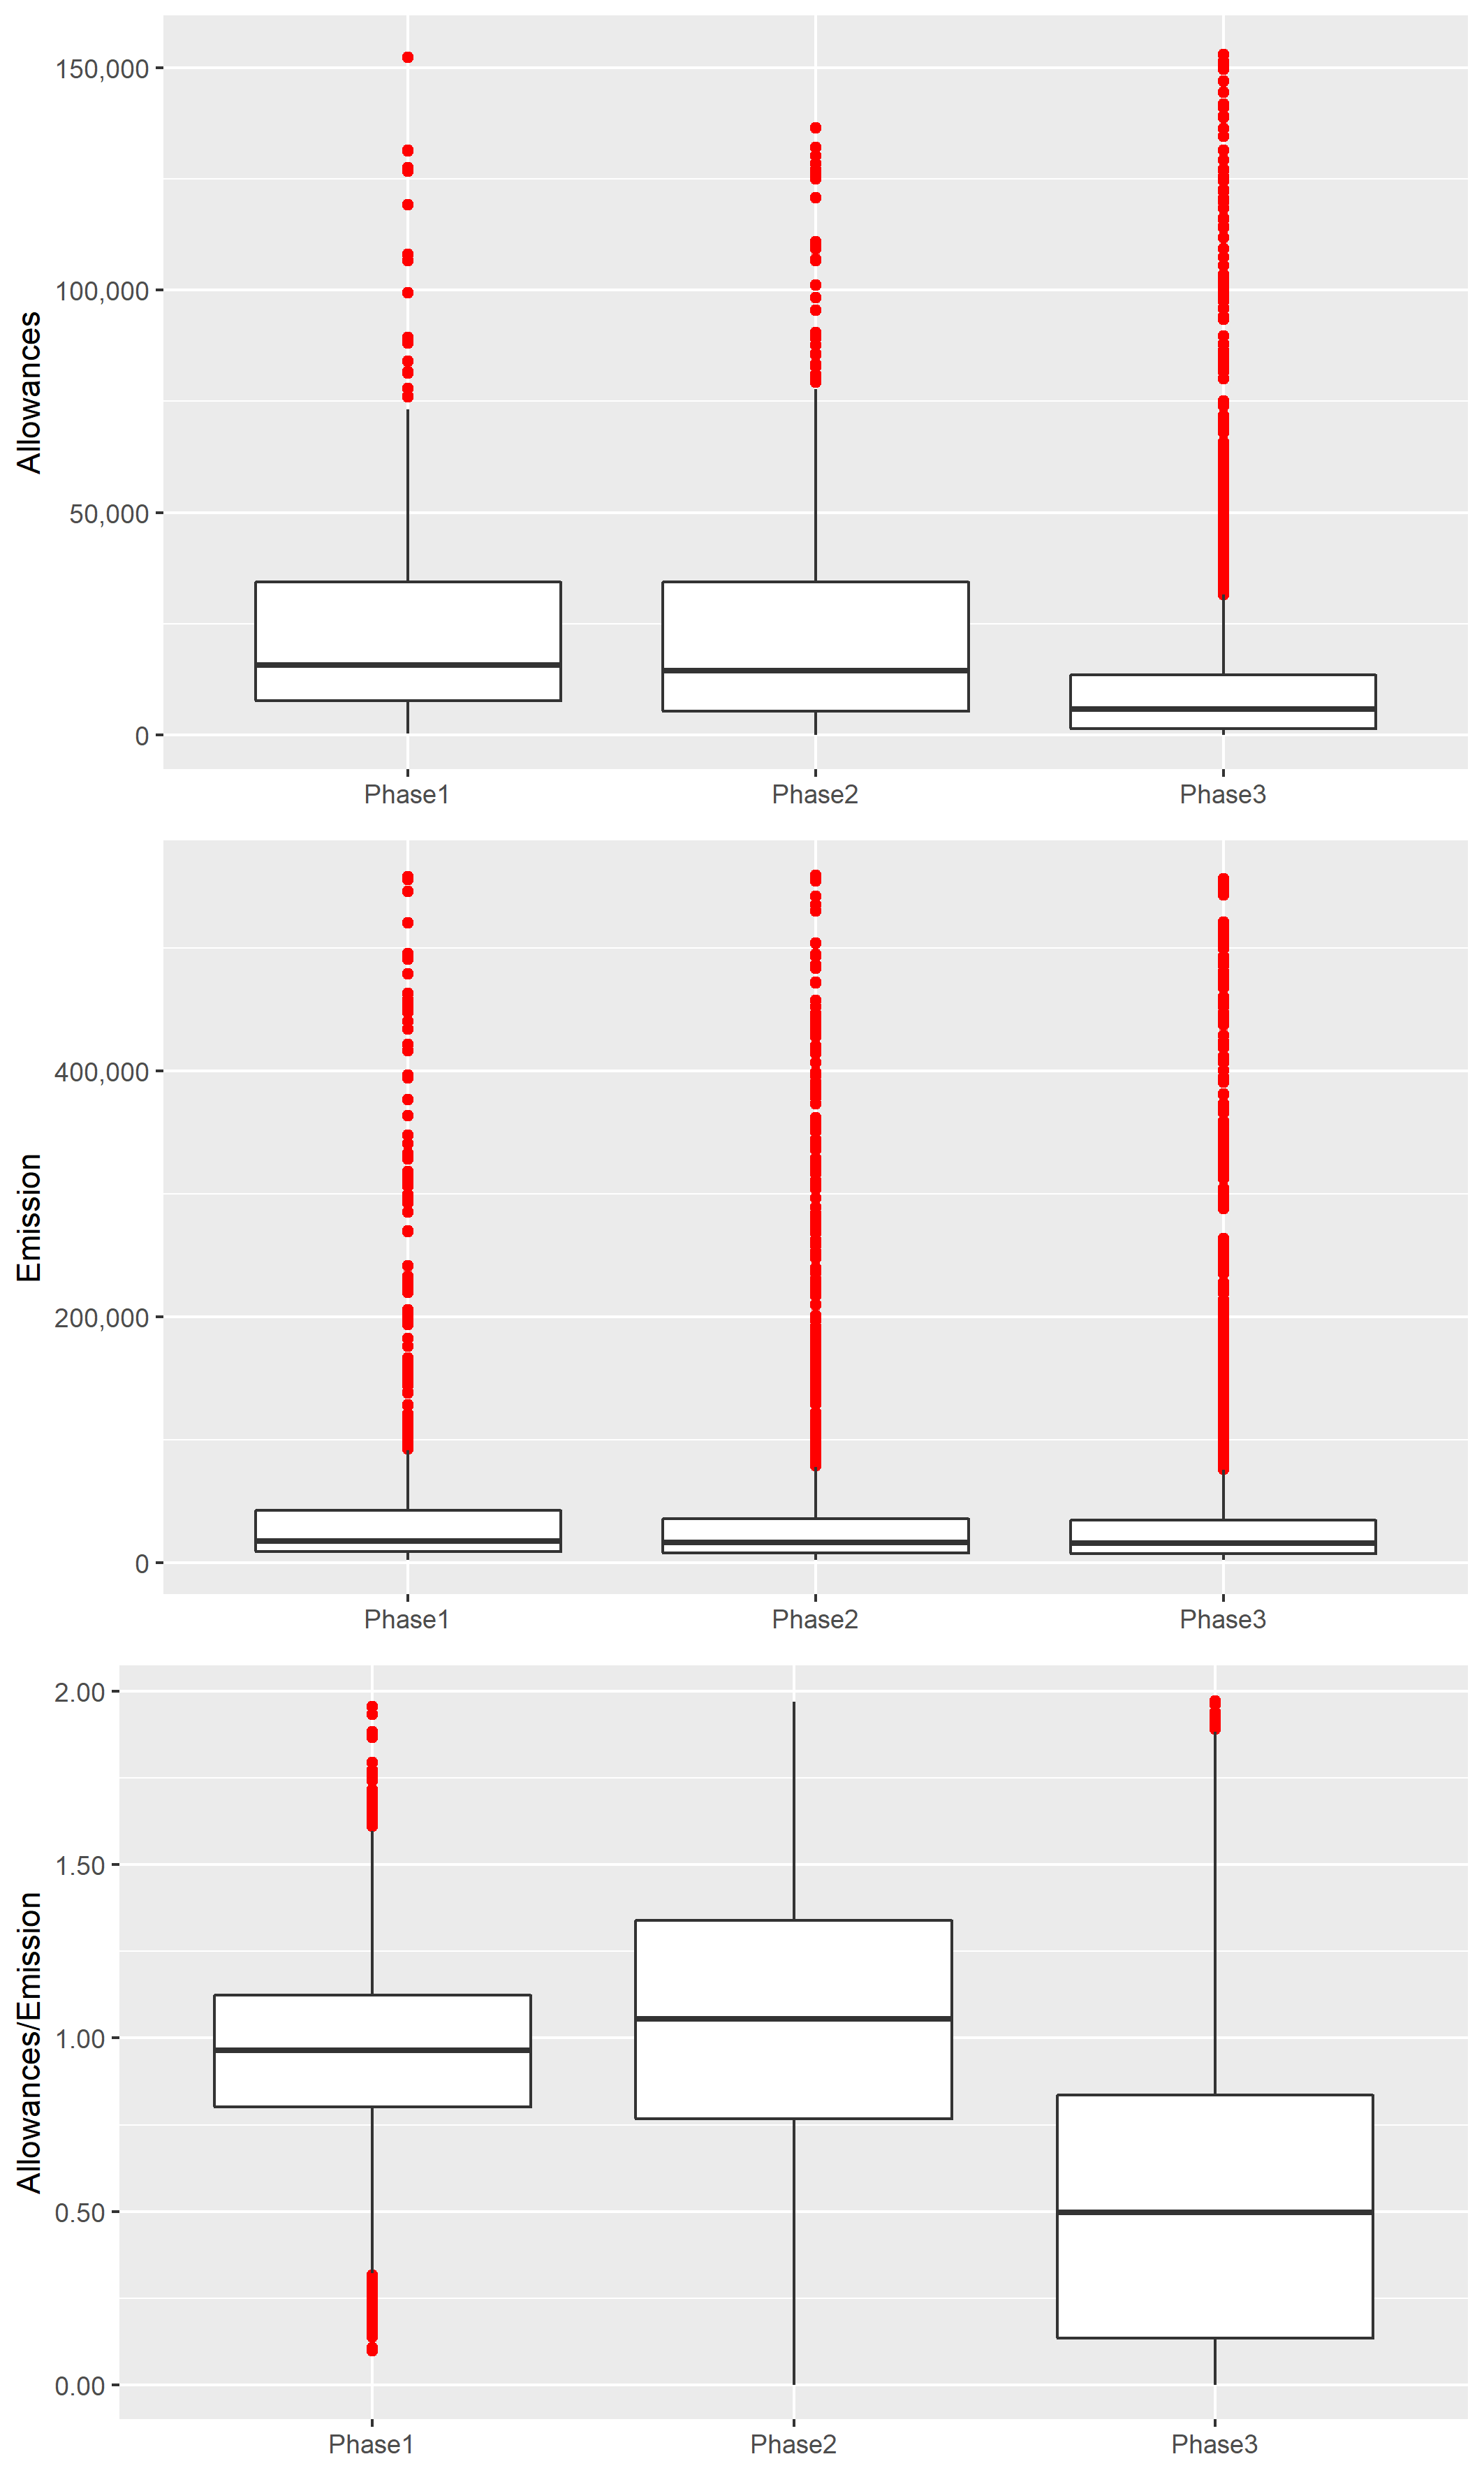 Allowances
150,000
100,000
50,000
0
Phase1 Phase2 Phase3
Emission
400,000
200,000
0
Phase1 Phase2 Phase3
Allowances/Emission
2.00
1.50
1.00
0.50
0.00
Phase1 Phase2 Phase3